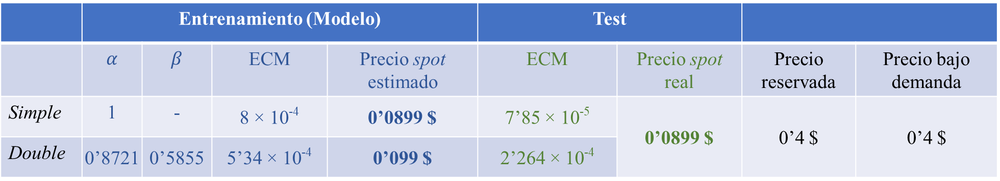 Entrenamiento (Modelo) Test
α β ECM Precio spot estimado ECM Precio spot real Precio reservada Precio bajo demanda
Simple 1 - 8 × 10⁻⁴ 0’0899 $ 7’85 × 10⁻⁵ 0’0899 $ 0’4 $ 0’4 $
Double 0’8721 0’5855 5’34 × 10⁻⁴ 0’099 $ 2’264 × 10⁻⁴